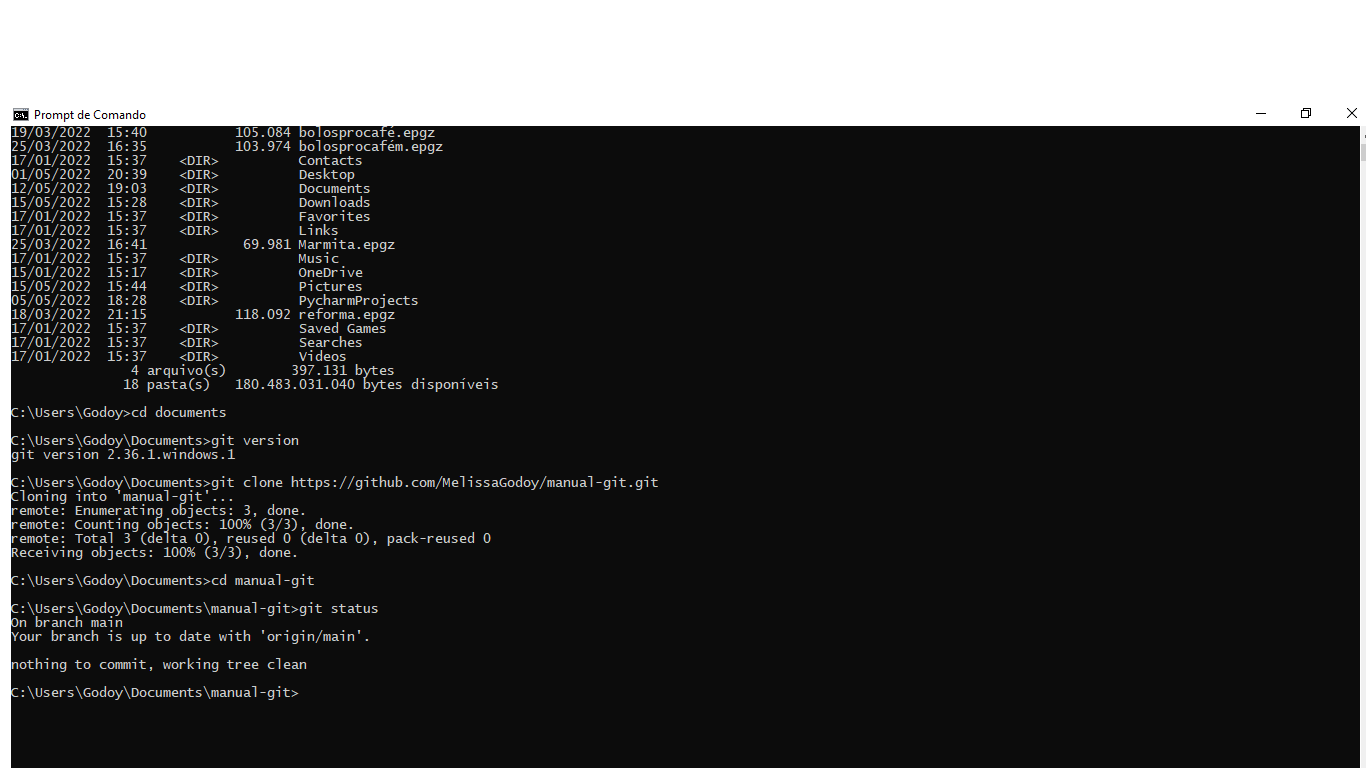 Prompt de Comando
19/03/2022  15:40           105.084 bolosprocafé.epgz
25/03/2022  16:35           103.974 bolosprocafém.epgz
17/01/2022  15:37    <DIR>          Contacts
01/05/2022  20:39    <DIR>          Desktop
12/05/2022  19:03    <DIR>          Documents
15/05/2022  15:28    <DIR>          Downloads
17/01/2022  15:37    <DIR>          Favorites
17/01/2022  15:37    <DIR>          Links
25/03/2022  16:41            69.981 Marmita.epgz
17/01/2022  15:37    <DIR>          Music
15/01/2022  15:17    <DIR>          OneDrive
15/05/2022  15:44    <DIR>          Pictures
05/05/2022  18:28    <DIR>          PycharmProjects
18/03/2022  21:15           118.092 reforma.epgz
17/01/2022  15:37    <DIR>          Saved Games
17/01/2022  15:37    <DIR>          Searches
17/01/2022  15:37    <DIR>          Videos
               4 arquivo(s)        397.131 bytes
              18 pasta(s)   180.483.031.040 bytes disponíveis
C:\Users\Godoy>cd documents
C:\Users\Godoy\Documents>git version
git version 2.36.1.windows.1
C:\Users\Godoy\Documents>git clone https://github.com/MelissaGodoy/manual-git.git
Cloning into 'manual-git'...
remote: Enumerating objects: 3, done.
remote: Counting objects: 100% (3/3), done.
remote: Total 3 (delta 0), reused 0 (delta 0), pack-reused 0
Receiving objects: 100% (3/3), done.
C:\Users\Godoy\Documents>cd manual-git
C:\Users\Godoy\Documents\manual-git>git status
On branch main
Your branch is up to date with 'origin/main'.
nothing to commit, working tree clean
C:\Users\Godoy\Documents\manual-git>